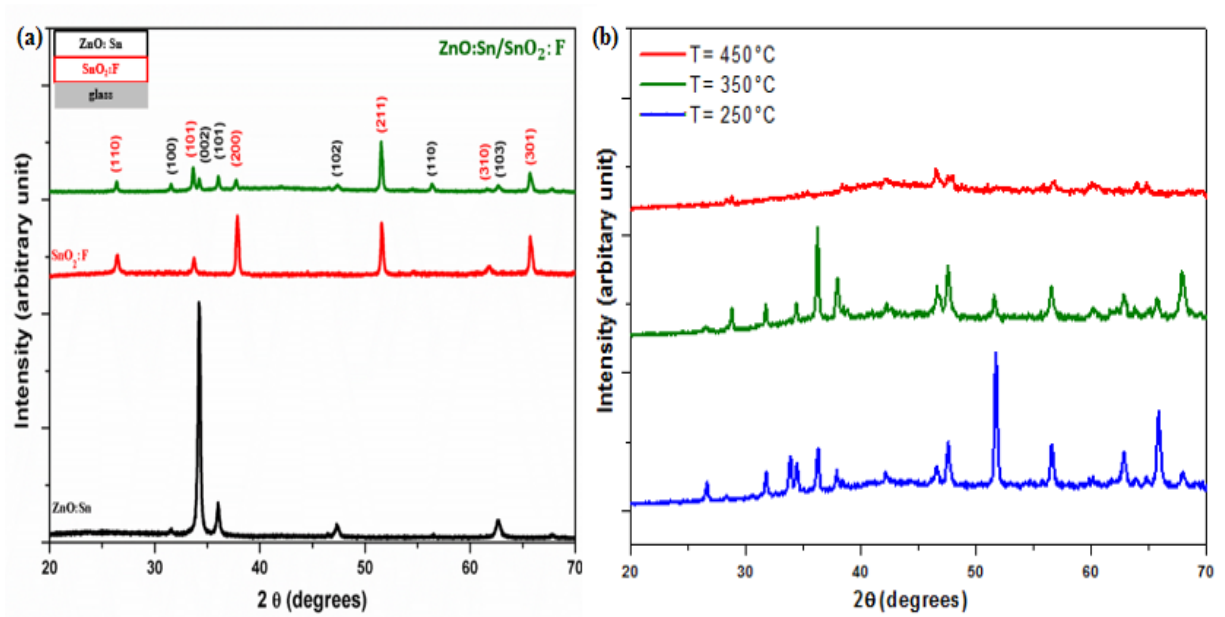 (a)
ZnO: Sn
SnO2:F
glass
ZnO:Sn/SnO2: F
(110)
(100)
(101)
(002)
(101)
(200)
(102)
(211)
(110)
(310)
(103)
(301)
SnO2:F
ZnO:Sn
Intensity (arbitrary unit)
20 30 40 50 60 70
2 θ (degrees)
(b)
T= 450°C
T= 350°C
T= 250°C
Intensity (arbitary unit)
20 30 40 50 60 70
2θ(degrees)